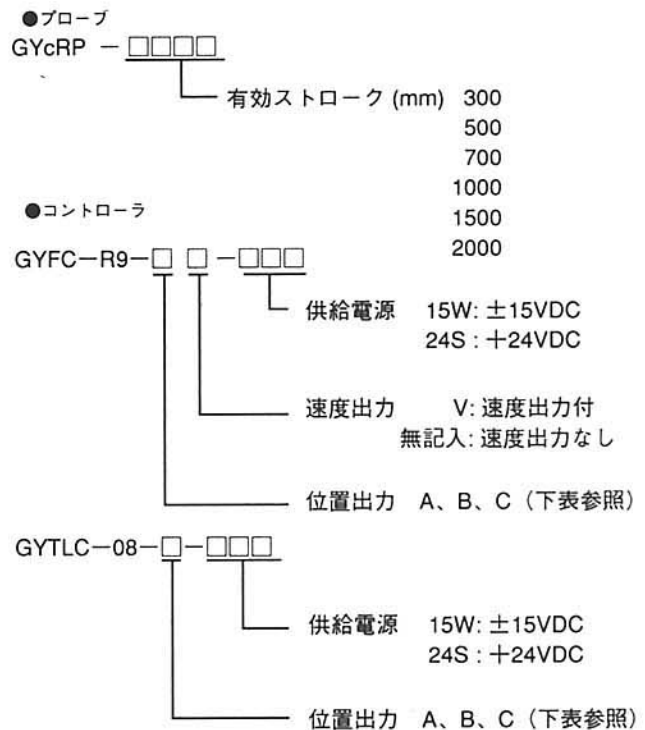 ●プローブ
GYcRP － □□□□
有効ストローク (mm) 300
500
700
1000
1500
2000
●コントローラ
GYFC－R9－□ □ －□□□
供給電源 15W: ±15VDC
24S : ＋24VDC
速度出力 V: 速度出力付
無記入: 速度出力なし
位置出力 A、B、C（下表参照）
GYTLC－08－□－□□□
供給電源 15W: ±15VDC
24S : ＋24VDC
位置出力 A、B、C（下表参照）